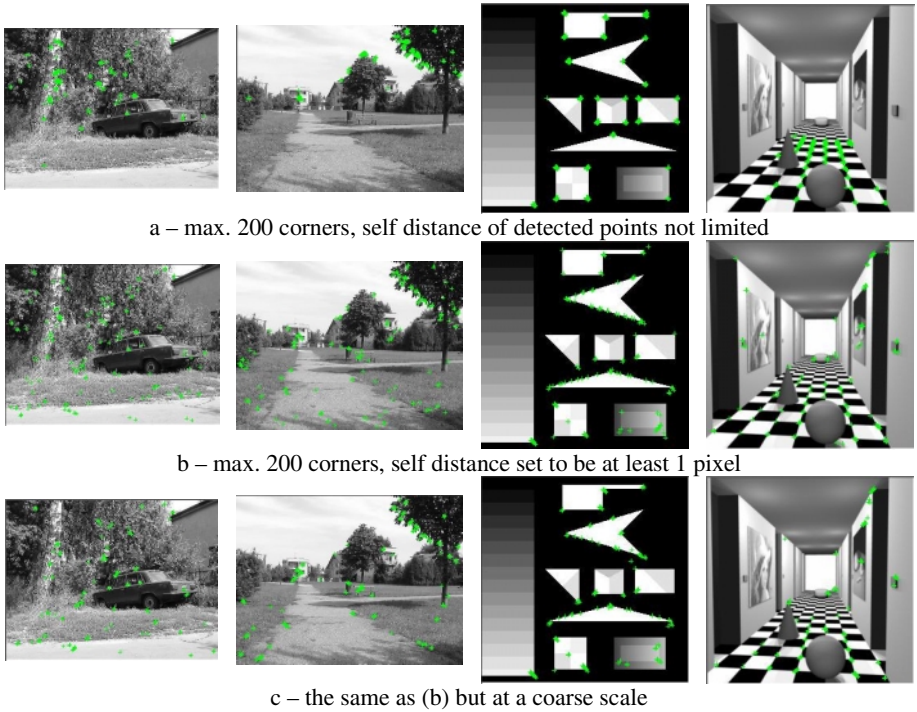 a – max. 200 corners, self distance of detected points not limited
b – max. 200 corners, self distance set to be at least 1 pixel
c – the same as (b) but at a coarse scale